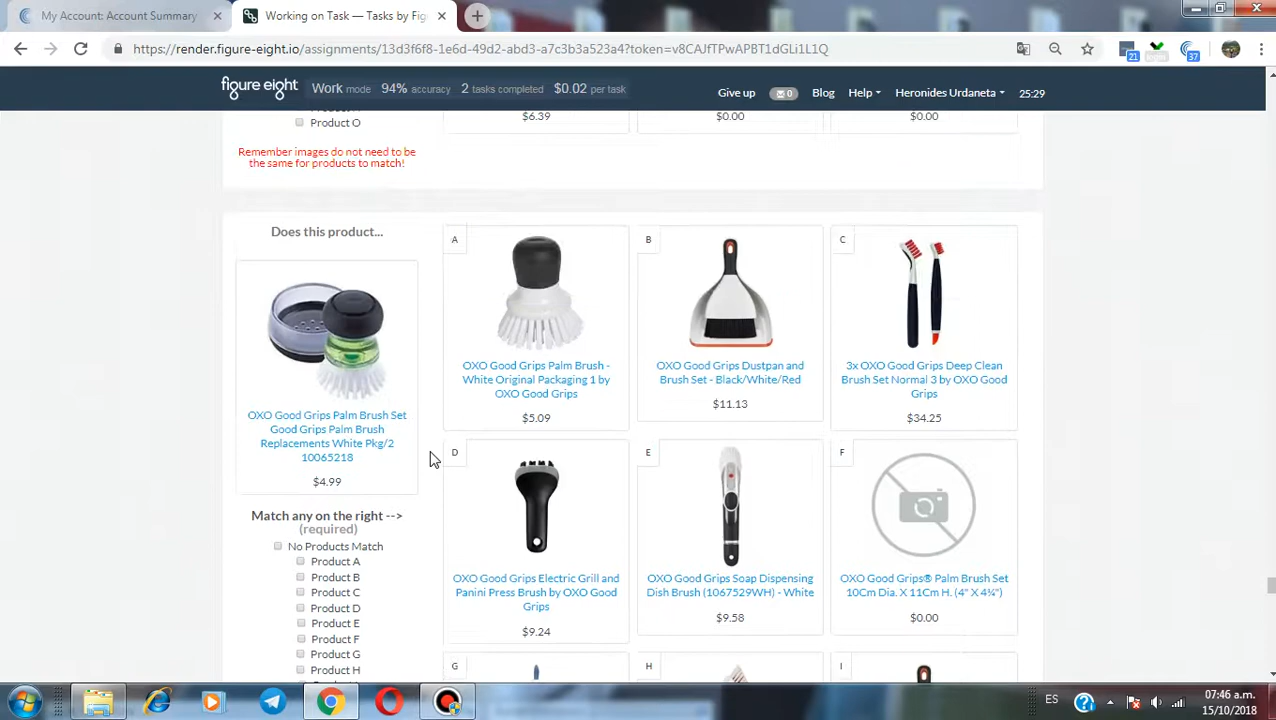 My Account: Account Summary
Working on Task — Tasks by Fig
https://render.figure-eight.io/assignments/13d3f6f8-1e6d-49d2-abd3-a7c3b3a523a4?token=v8CAJfTPwAPBT1dGLi1L1Q
21
37
figure eight
Work mode 94% accuracy 2 tasks completed $0.02 per task
Give up 0 Blog Help Heronides Urdaneta 25:29
Product O
$6.39
$0.00
$0.00
Remember images do not need to be
the same for products to match!
Does this product...
OXO Good Grips Palm Brush Set
Good Grips Palm Brush
Replacements White Pkg/2
10065218
$4.99
Match any on the right -->
(required)
No Products Match
Product A
Product B
Product C
Product D
Product E
Product F
Product G
Product H
A
OXO Good Grips Palm Brush -
White Original Packaging 1 by
OXO Good Grips
$5.09
B
OXO Good Grips Dustpan and
Brush Set - Black/White/Red
$11.13
C
3x OXO Good Grips Deep Clean
Brush Set Normal 3 by OXO Good
Grips
$34.25
D
OXO Good Grips Electric Grill and
Panini Press Brush by OXO Good
Grips
$9.24
E
OXO Good Grips Soap Dispensing
Dish Brush (1067529WH) - White
$9.58
F
OXO Good Grips® Palm Brush Set
10Cm Dia. X 11Cm H. (4" X 4¼")
$0.00
G
H
I
ES
07:46 a.m.
15/10/2018